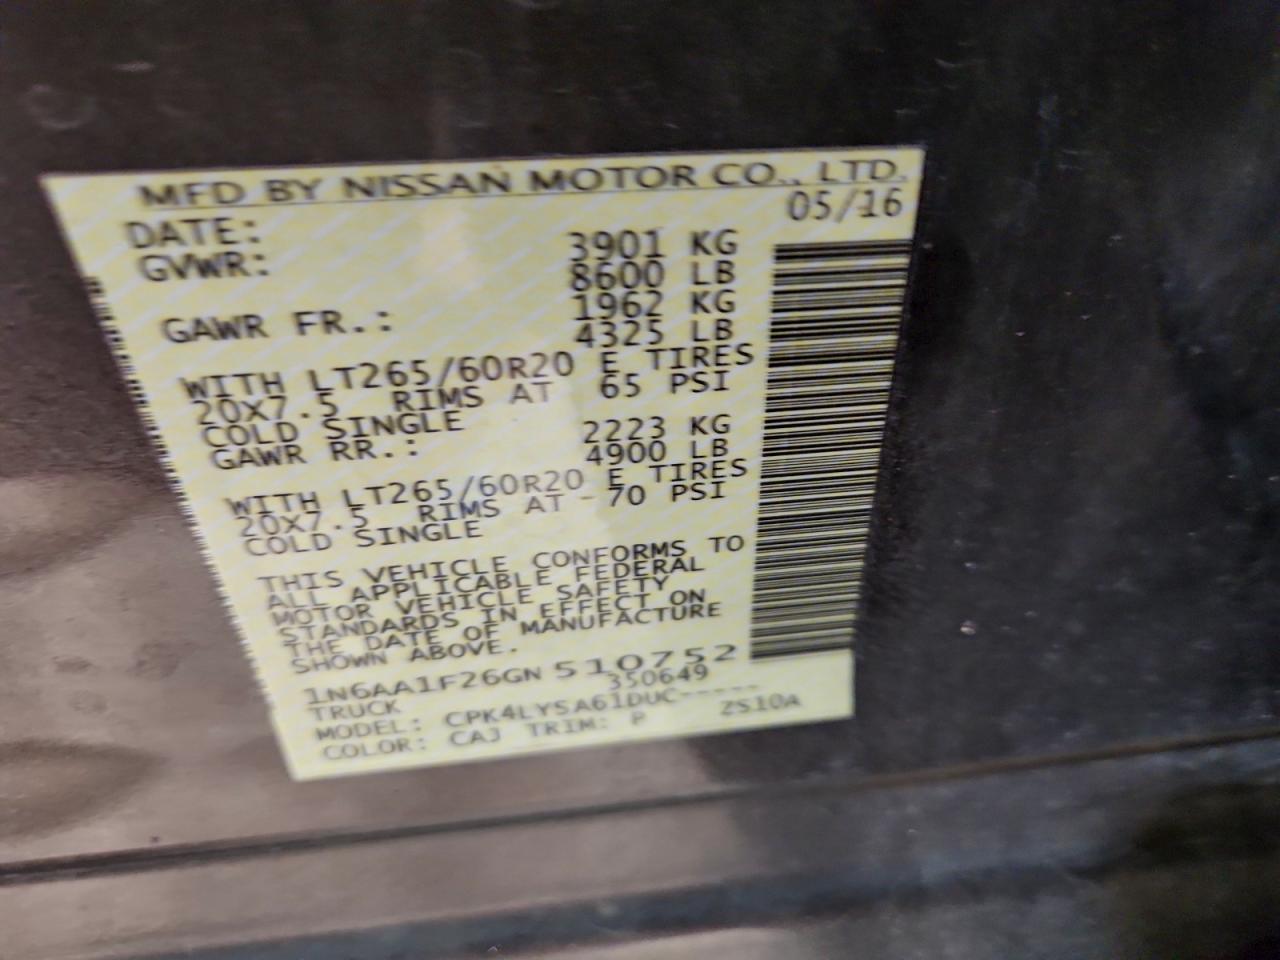 MFD BY NISSAN MOTOR CO., LTD.
DATE: 05/16
GVWR: 3901 KG
8600 LB
GAWR FR.: 1962 KG
4325 LB
WITH LT265/60R20 E TIRES
20X7.5 RIMS AT 65 PSI
COLD SINGLE
GAWR RR.: 2223 KG
4900 LB
WITH LT265/60R20 E TIRES
20X7.5 RIMS AT 70 PSI
COLD SINGLE
THIS VEHICLE CONFORMS TO
ALL APPLICABLE FEDERAL
MOTOR VEHICLE SAFETY
STANDARDS IN EFFECT ON
THE DATE OF MANUFACTURE
SHOWN ABOVE.
1N6AA1F26GN510752
TRUCK 350649
MODEL: CPK4LYSA61DUC-----
COLOR: CAJ TRIM: P ZS10A